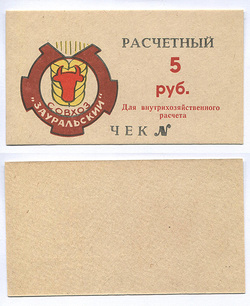 РАСЧЕТНЫЙ
5
руб.
Для внутрихозяйственного
расчета
ЧЕК №
СОВХОЗ
"ЗАУРАЛЬСКИЙ"